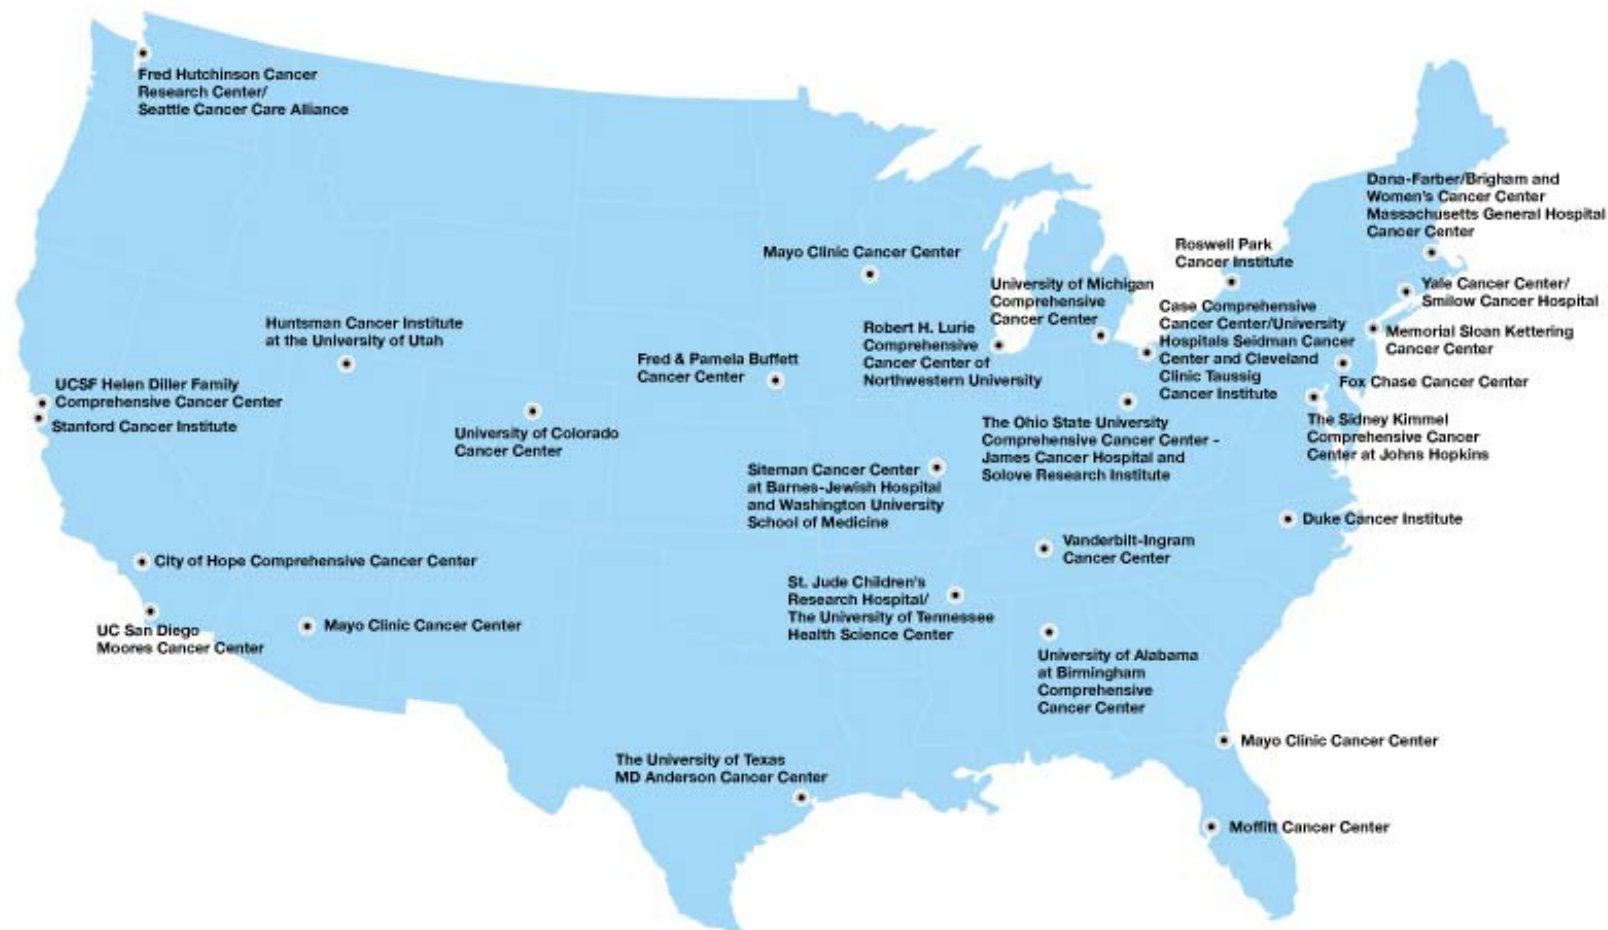 Fred Hutchinson Cancer
Research Center/
Seattle Cancer Care Alliance
Dana-Farber/Brigham and
Women's Cancer Center
Massachusetts General Hospital
Cancer Center
Roswell Park
Cancer Institute
Mayo Clinic Cancer Center
University of Michigan
Comprehensive
Cancer Center
Yale Cancer Center/
Smilow Cancer Hospital
Case Comprehensive
Cancer Center/University
Hospitals Seidman Cancer
Center and Cleveland
Clinic Taussig
Cancer Institute
Huntsman Cancer Institute
at the University of Utah
Robert H. Lurie
Comprehensive
Cancer Center of
Northwestern University
Memorial Sloan Kettering
Cancer Center
Fred & Pamela Buffett
Cancer Center
Fox Chase Cancer Center
UCSF Helen Diller Family
Comprehensive Cancer Center
Stanford Cancer Institute
University of Colorado
Cancer Center
The Ohio State University
Comprehensive Cancer Center -
James Cancer Hospital and
Solove Research Institute
The Sidney Kimmel
Comprehensive Cancer
Center at Johns Hopkins
Siteman Cancer Center
at Barnes-Jewish Hospital
and Washington University
School of Medicine
Duke Cancer Institute
City of Hope Comprehensive Cancer Center
Vanderbilt-Ingram
Cancer Center
St. Jude Children's
Research Hospital/
The University of Tennessee
Health Science Center
UC San Diego
Moores Cancer Center
Mayo Clinic Cancer Center
University of Alabama
at Birmingham
Comprehensive
Cancer Center
Mayo Clinic Cancer Center
The University of Texas
MD Anderson Cancer Center
Moffitt Cancer Center